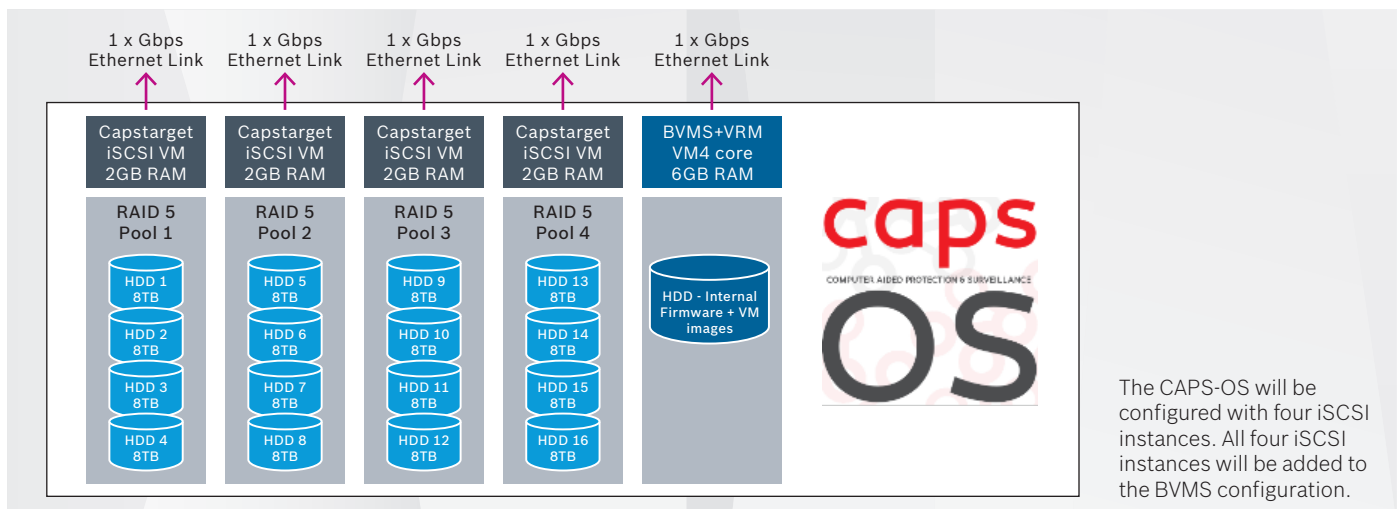 1 x Gbps
Ethernet Link
1 x Gbps
Ethernet Link
1 x Gbps
Ethernet Link
1 x Gbps
Ethernet Link
1 x Gbps
Ethernet Link
Capstarget
iSCSI VM
2GB RAM
Capstarget
iSCSI VM
2GB RAM
Capstarget
iSCSI VM
2GB RAM
Capstarget
iSCSI VM
2GB RAM
BVMS+VRM
VM4 core
6GB RAM
RAID 5
Pool 1
HDD 1
8TB
HDD 2
8TB
HDD 3
8TB
HDD 4
8TB
RAID 5
Pool 2
HDD 5
8TB
HDD 6
8TB
HDD 7
8TB
HDD 8
8TB
RAID 5
Pool 3
HDD 9
8TB
HDD 10
8TB
HDD 11
8TB
HDD 12
8TB
RAID 5
Pool 4
HDD 13
8TB
HDD 14
8TB
HDD 15
8TB
HDD 16
8TB
HDD - Internal
Firmware + VM
images
caps
COMPUTER AIDED PROTECTION & SURVEILLANCE
OS
The CAPS-OS will be
configured with four iSCSI
instances. All four iSCSI
instances will be added to
the BVMS configuration.